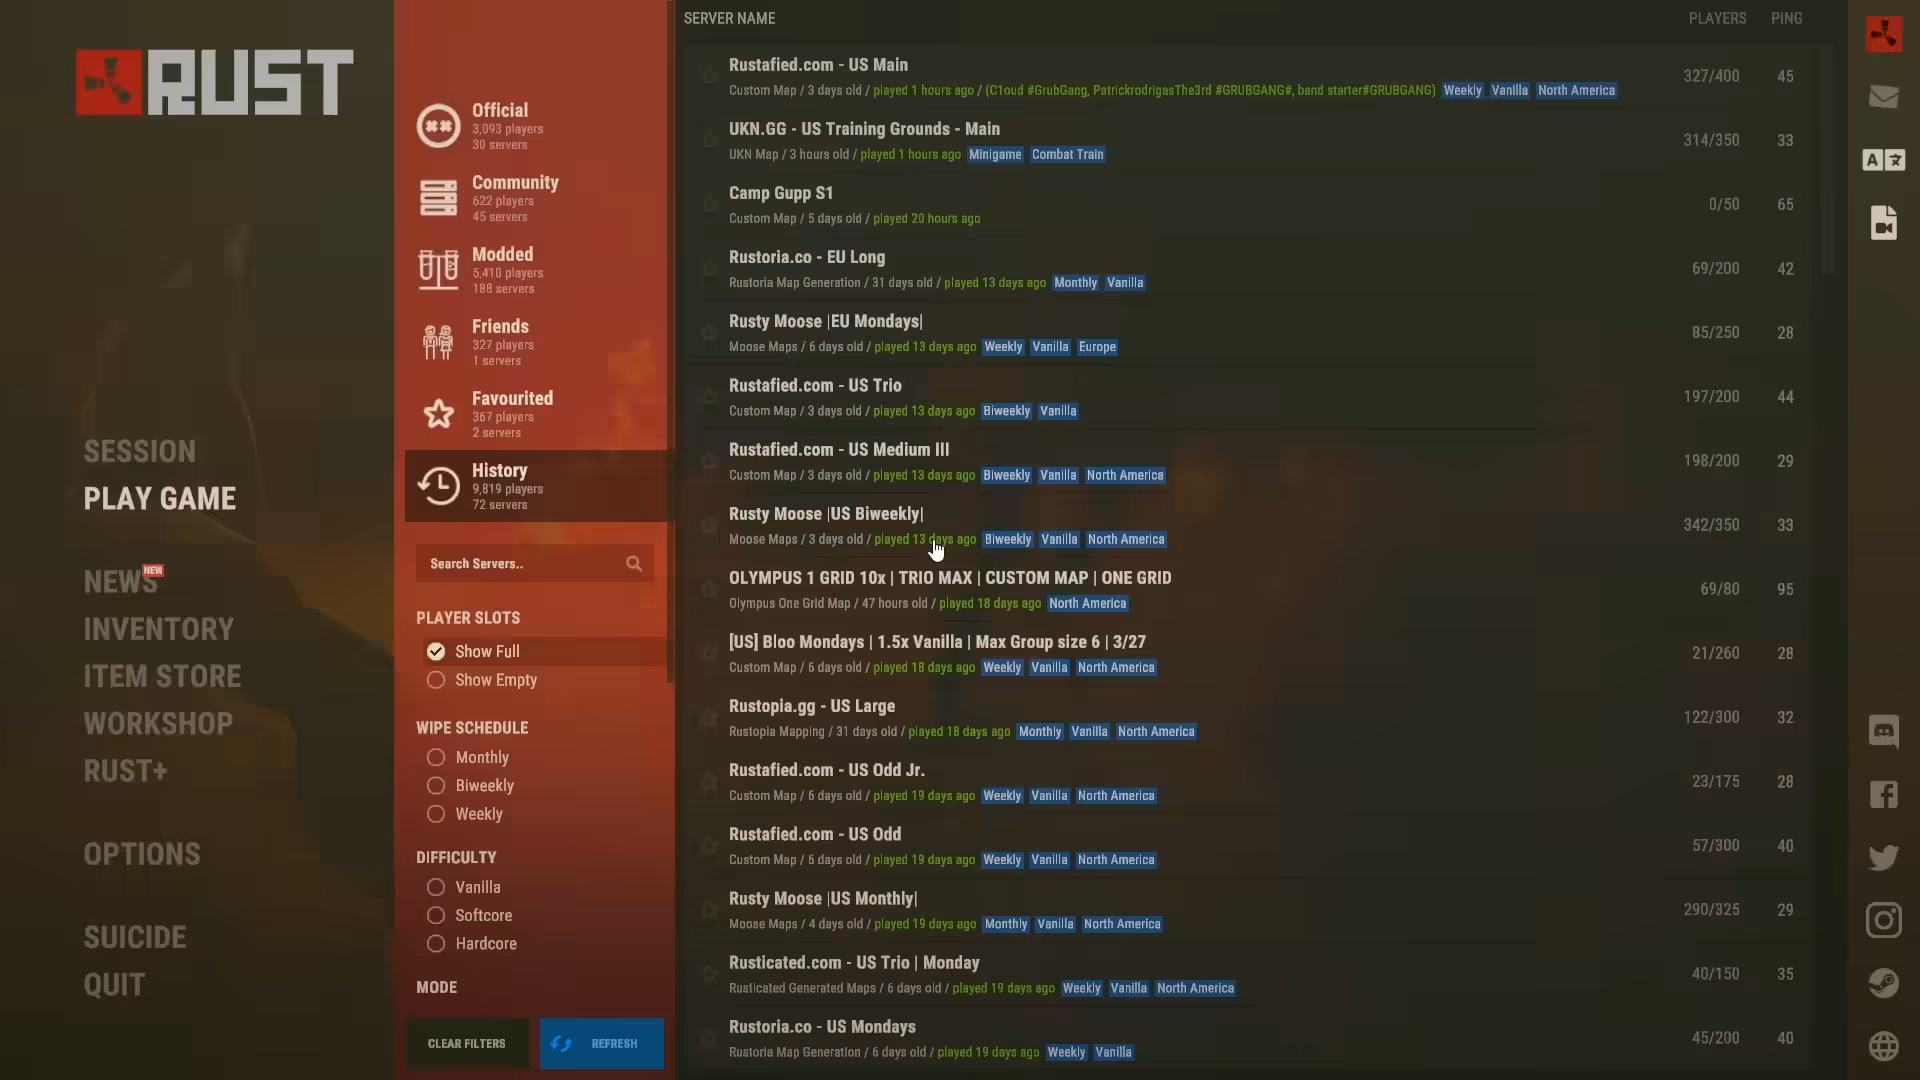 RUST
SESSION
PLAY GAME
NEWS NEW
INVENTORY
ITEM STORE
WORKSHOP
RUST+
OPTIONS
SUICIDE
QUIT
Official
3,093 players
30 servers
Community
622 players
45 servers
Modded
5,410 players
188 servers
Friends
327 players
1 servers
Favourited
367 players
2 servers
History
9,819 players
72 servers
Search Servers..
PLAYER SLOTS
Show Full
Show Empty
WIPE SCHEDULE
Monthly
Biweekly
Weekly
DIFFICULTY
Vanilla
Softcore
Hardcore
MODE
CLEAR FILTERS REFRESH
SERVER NAME PLAYERS PING
Rustafied.com - US Main 327/400 45
Custom Map / 3 days old / played 1 hours ago / (C1oud #GrubGang, PatrickrodrigasThe3rd #GRUBGANG#, band starter#GRUBGANG) Weekly Vanilla North America
UKN.GG - US Training Grounds - Main 314/350 33
UKN Map / 3 hours old / played 1 hours ago Minigame Combat Train
Camp Gupp S1 0/50 65
Custom Map / 5 days old / played 20 hours ago
Rustoria.co - EU Long 69/200 42
Rustoria Map Generation / 31 days old / played 13 days ago Monthly Vanilla
Rusty Moose |EU Mondays| 85/250 28
Moose Maps / 6 days old / played 13 days ago Weekly Vanilla Europe
Rustafied.com - US Trio 197/200 44
Custom Map / 3 days old / played 13 days ago Biweekly Vanilla
Rustafied.com - US Medium III 198/200 29
Custom Map / 3 days old / played 13 days ago Biweekly Vanilla North America
Rusty Moose |US Biweekly| 342/350 33
Moose Maps / 3 days old / played 13 days ago Biweekly Vanilla North America
OLYMPUS 1 GRID 10x | TRIO MAX | CUSTOM MAP | ONE GRID 69/80 95
Olympus One Grid Map / 47 hours old / played 18 days ago North America
[US] Bloo Mondays | 1.5x Vanilla | Max Group size 6 | 3/27 21/260 28
Custom Map / 6 days old / played 18 days ago Weekly Vanilla North America
Rustopia.gg - US Large 122/300 32
Rustopia Mapping / 31 days old / played 18 days ago Monthly Vanilla North America
Rustafied.com - US Odd Jr. 23/175 28
Custom Map / 6 days old / played 19 days ago Weekly Vanilla North America
Rustafied.com - US Odd 57/300 40
Custom Map / 6 days old / played 19 days ago Weekly Vanilla North America
Rusty Moose |US Monthly| 290/325 29
Moose Maps / 4 days old / played 19 days ago Monthly Vanilla North America
Rusticated.com - US Trio | Monday 40/150 35
Rusticated Generated Maps / 6 days old / played 19 days ago Weekly Vanilla North America
Rustoria.co - US Mondays 45/200 40
Rustoria Map Generation / 6 days old / played 19 days ago Weekly Vanilla
A 文